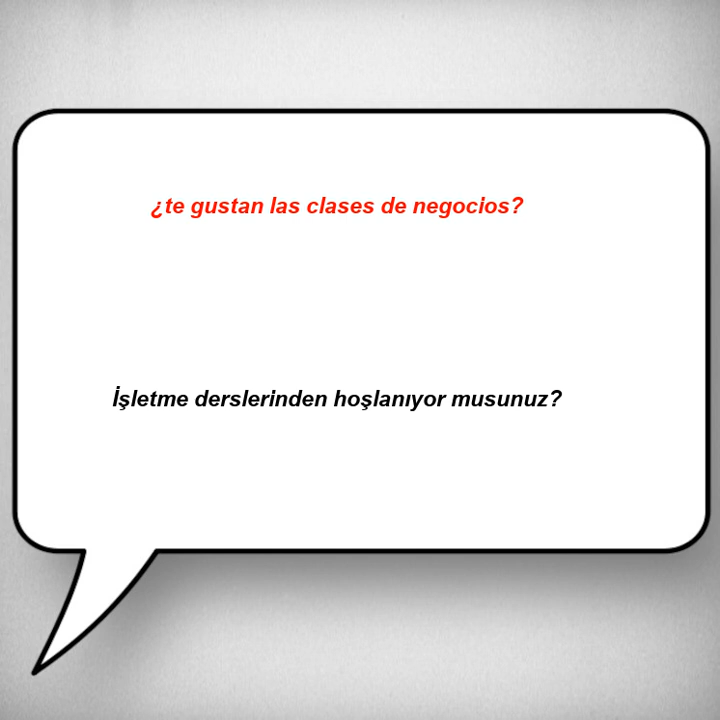 ¿te gustan las clases de negocios?
İşletme derslerinden hoşlanıyor musunuz?